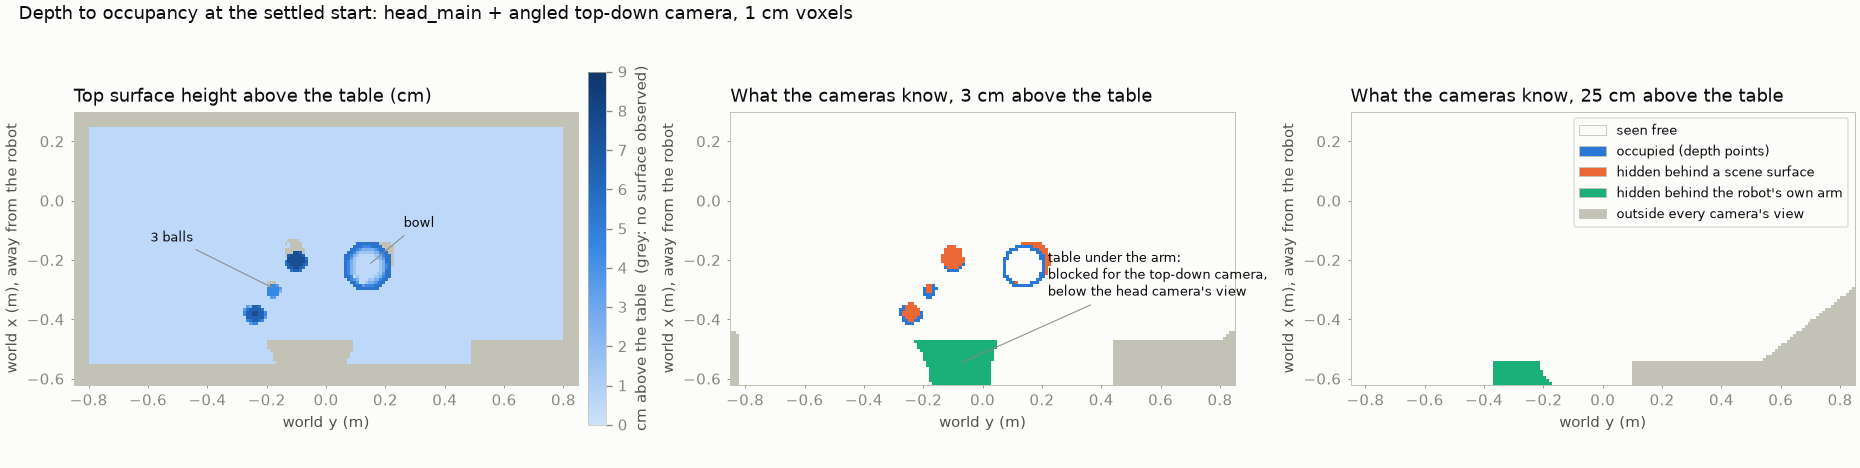 Depth to occupancy at the settled start: head_main + angled top-down camera, 1 cm voxels
Top surface height above the table (cm)
world x (m), away from the robot
0.2
0.0
−0.2
−0.4
−0.6
3 balls
bowl
−0.8
−0.6
−0.4
−0.2
0.0
0.2
0.4
0.6
0.8
world y (m)
9
8
7
6
5
4
3
2
1
0
cm above the table (grey: no surface observed)
What the cameras know, 3 cm above the table
world x (m), away from the robot
0.2
0.0
−0.2
−0.4
−0.6
table under the arm:
blocked for the top-down camera,
below the head camera's view
−0.8
−0.6
−0.4
−0.2
0.0
0.2
0.4
0.6
0.8
world y (m)
What the cameras know, 25 cm above the table
world x (m), away from the robot
0.2
0.0
−0.2
−0.4
−0.6
seen free
occupied (depth points)
hidden behind a scene surface
hidden behind the robot's own arm
outside every camera's view
−0.8
−0.6
−0.4
−0.2
0.0
0.2
0.4
0.6
0.8
world y (m)